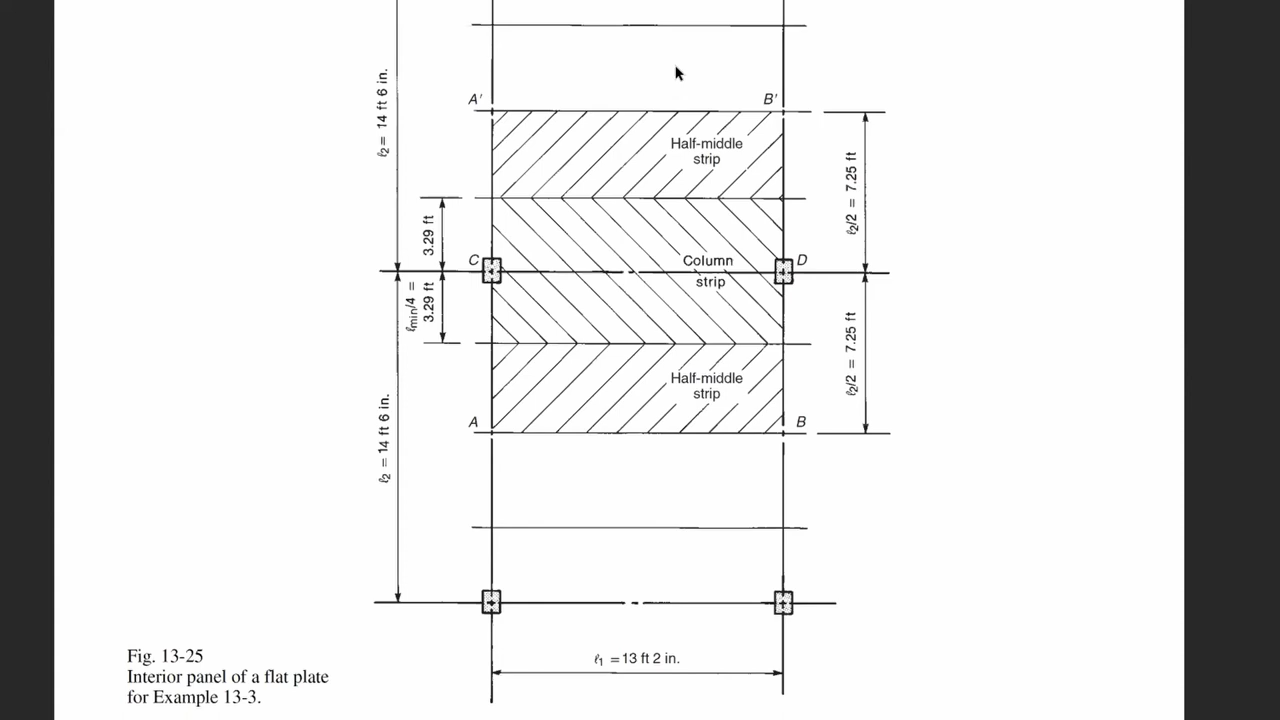 ℓ2 = 14 ft 6 in.
A'
B'
Half-middle
strip
ℓ2/2 = 7.25 ft
3.29 ft
C
Column
D
strip
ℓmin/4 =
3.29 ft
ℓ2/2 = 7.25 ft
Half-middle
strip
A
B
ℓ2 = 14 ft 6 in.
ℓ1 = 13 ft 2 in.
Fig. 13-25
Interior panel of a flat plate
for Example 13-3.